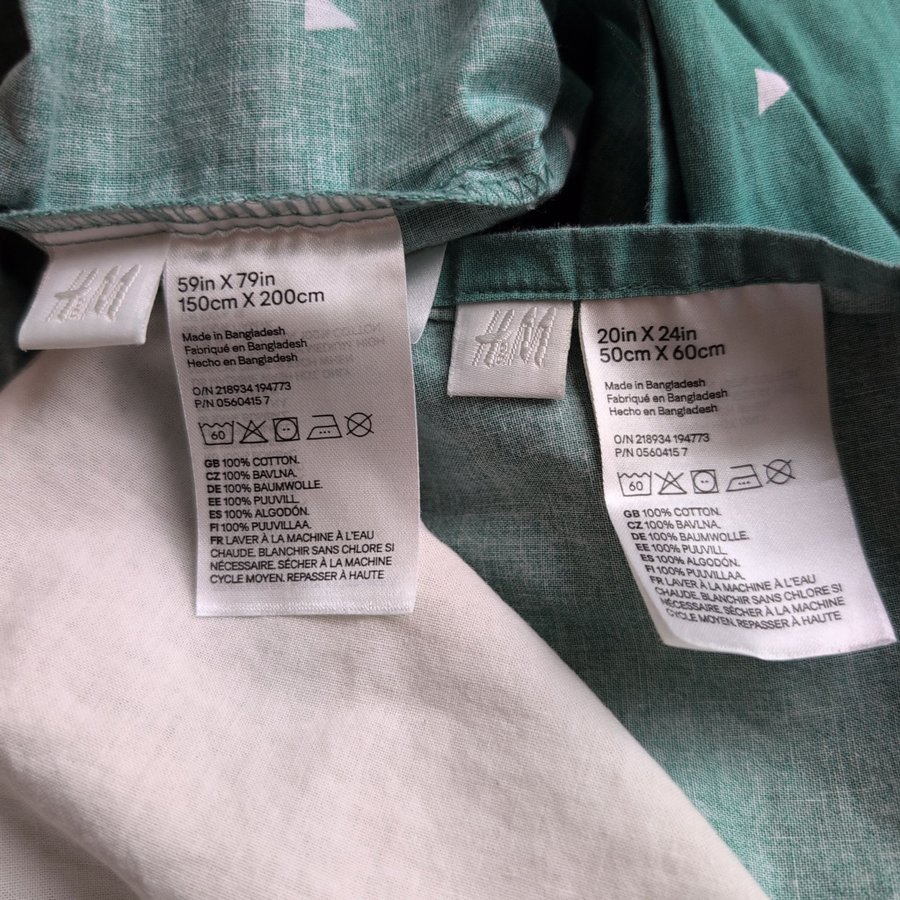 H&M
59in X 79in
150cm X 200cm
Made in Bangladesh
Fabriqué en Bangladesh
Hecho en Bangladesh
O/N 218934 194773
P/N 0560415 7
60
GB 100% COTTON.
CZ 100% BAVLNA.
DE 100% BAUMWOLLE.
EE 100% PUUVILL.
ES 100% ALGODÓN.
FI 100% PUUVILLAA.
FR LAVER À LA MACHINE À L'EAU
CHAUDE. BLANCHIR SANS CHLORE SI
NÉCESSAIRE. SÉCHER À LA MACHINE
CYCLE MOYEN. REPASSER À HAUTE
H&M
20in X 24in
50cm X 60cm
Made in Bangladesh
Fabriqué en Bangladesh
Hecho en Bangladesh
O/N 218934 194773
P/N 0560415 7
60
GB 100% COTTON.
CZ 100% BAVLNA.
DE 100% BAUMWOLLE.
EE 100% PUUVILL.
ES 100% ALGODÓN.
FI 100% PUUVILLAA.
FR LAVER À LA MACHINE À L'EAU
CHAUDE. BLANCHIR SANS CHLORE SI
NÉCESSAIRE. SÉCHER À LA MACHINE
CYCLE MOYEN. REPASSER À HAUTE